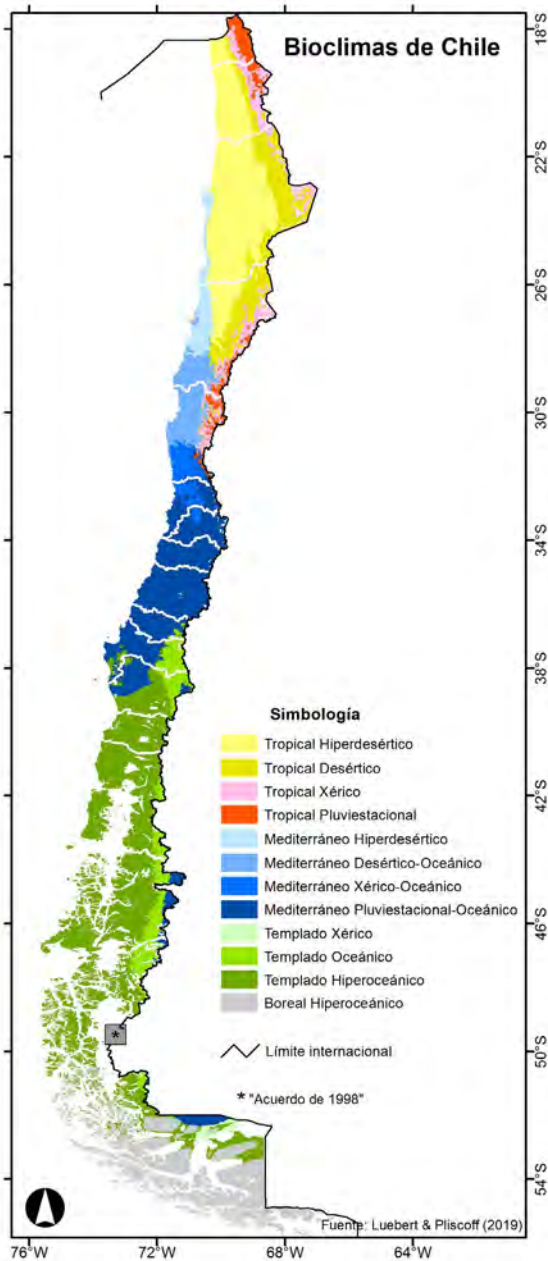 Bioclimas de Chile
18°S
22°S
26°S
30°S
34°S
38°S
42°S
46°S
50°S
54°S
Simbología
Tropical Hiperdesértico
Tropical Desértico
Tropical Xérico
Tropical Pluviestacional
Mediterráneo Hiperdesértico
Mediterráneo Desértico-Oceánico
Mediterráneo Xérico-Oceánico
Mediterráneo Pluviestacional-Oceánico
Templado Xérico
Templado Oceánico
Templado Hiperoceánico
Boreal Hiperoceánico
Límite internacional
* "Acuerdo de 1998"
*
Fuente: Luebert & Pliscoff (2019)
76°W 72°W 68°W 64°W